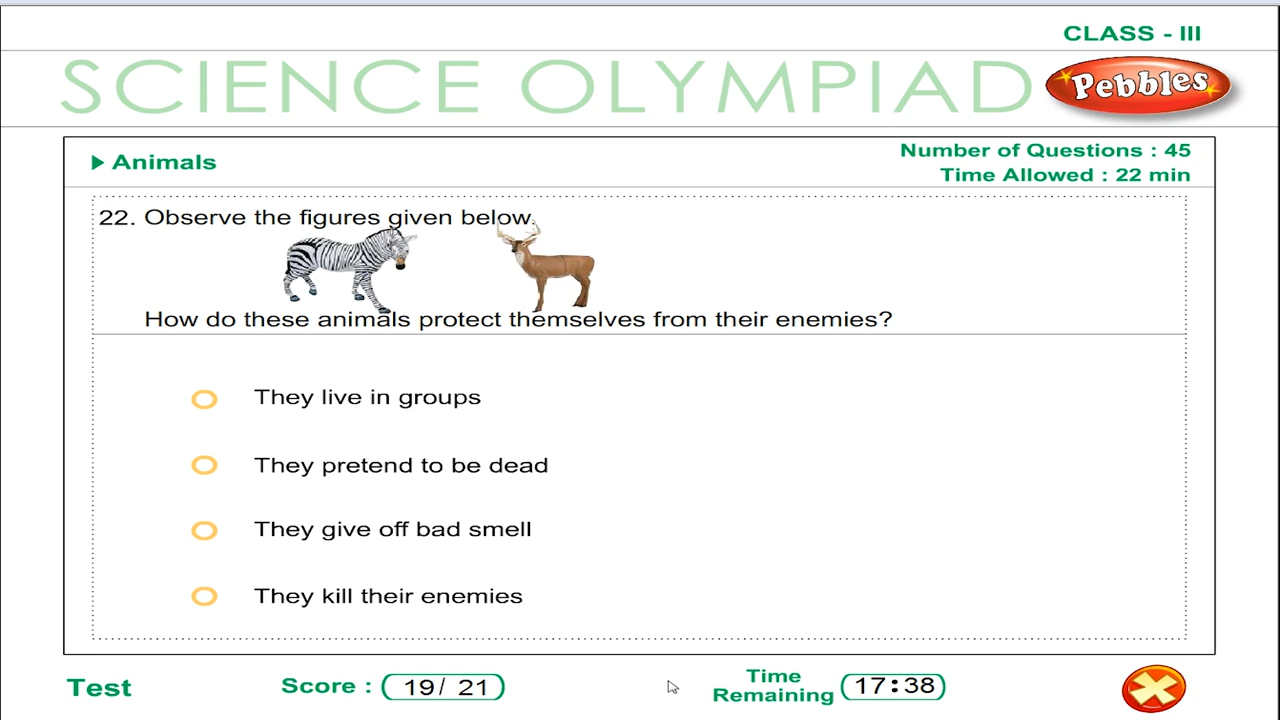 CLASS - III
SCIENCE OLYMPIAD
Pebbles
Animals
Number of Questions : 45
Time Allowed : 22 min
22. Observe the figures given below.
How do these animals protect themselves from their enemies?
They live in groups
They pretend to be dead
They give off bad smell
They kill their enemies
Test
Score : 19/ 21
Time
Remaining
17:38